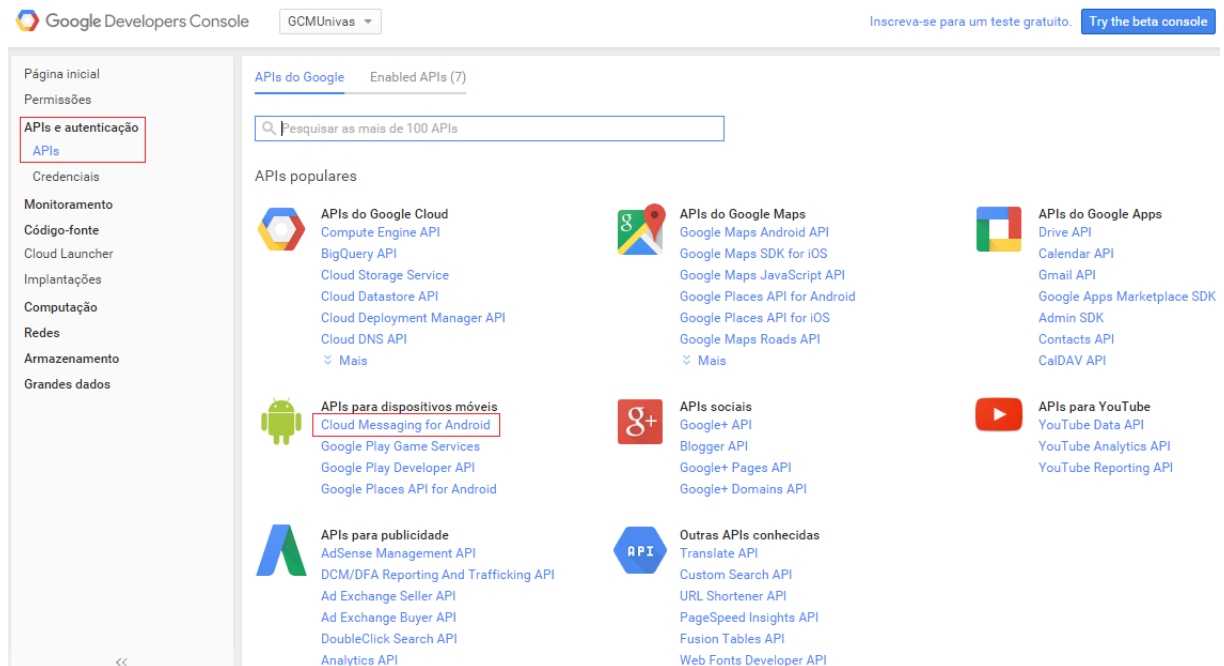 Google Developers Console
GCMUnivas
Inscreva-se para um teste gratuito.
Try the beta console
Página inicial
Permissões
APIs e autenticação
APIs
Credenciais
Monitoramento
Código-fonte
Cloud Launcher
Implantações
Computação
Redes
Armazenamento
Grandes dados
<<
APIs do Google
Enabled APIs (7)
Pesquisar as mais de 100 APIs
APIs populares
APIs do Google Cloud
Compute Engine API
BigQuery API
Cloud Storage Service
Cloud Datastore API
Cloud Deployment Manager API
Cloud DNS API
Mais
8
APIs do Google Maps
Google Maps Android API
Google Maps SDK for iOS
Google Maps JavaScript API
Google Places API for Android
Google Places API for iOS
Google Maps Roads API
Mais
APIs do Google Apps
Drive API
Calendar API
Gmail API
Google Apps Marketplace SDK
Admin SDK
Contacts API
CalDAV API
APIs para dispositivos móveis
Cloud Messaging for Android
Google Play Game Services
Google Play Developer API
Google Places API for Android
8+
APIs sociais
Google+ API
Blogger API
Google+ Pages API
Google+ Domains API
APIs para YouTube
YouTube Data API
YouTube Analytics API
YouTube Reporting API
APIs para publicidade
AdSense Management API
DCM/DFA Reporting And Trafficking API
Ad Exchange Seller API
Ad Exchange Buyer API
DoubleClick Search API
Analytics API
API
Outras APIs conhecidas
Translate API
Custom Search API
URL Shortener API
PageSpeed Insights API
Fusion Tables API
Web Fonts Developer API